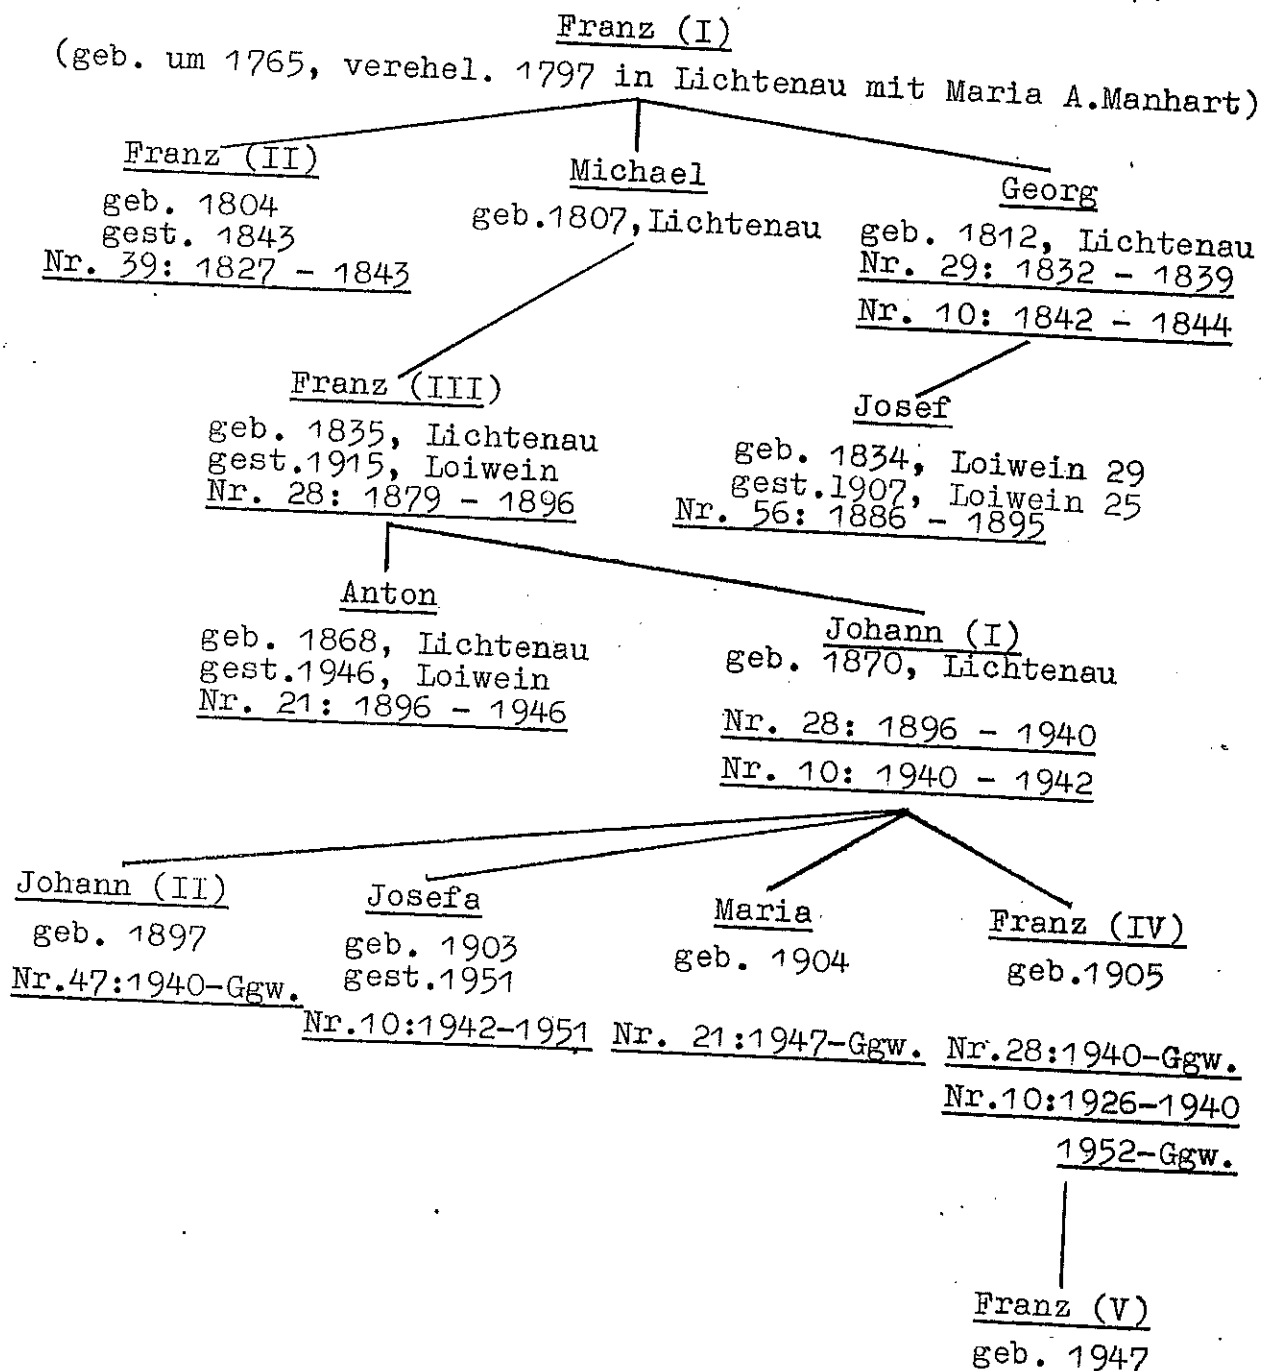 Franz (I)
(geb. um 1765, verehel. 1797 in Lichtenau mit Maria A.Manhart)
Franz (II)
geb. 1804
gest. 1843
Nr. 39: 1827 - 1843
Michael
geb.1807, Lichtenau
Georg
geb. 1812, Lichtenau
Nr. 29: 1832 - 1839
Nr. 10: 1842 - 1844
Franz (III)
geb. 1835, Lichtenau
gest.1915, Loiwein
Nr. 28: 1879 - 1896
Josef
geb. 1834, Loiwein 29
gest.1907, Loiwein 25
Nr. 56: 1886 - 1895
Anton
geb. 1868, Lichtenau
gest.1946, Loiwein
Nr. 21: 1896 - 1946
Johann (I)
geb. 1870, Lichtenau
Nr. 28: 1896 - 1940
Nr. 10: 1940 - 1942
Johann (II)
geb. 1897
Nr.47:1940-Ggw.
Josefa
geb. 1903
gest.1951
Nr.10:1942-1951
Maria
geb. 1904
Nr. 21:1947-Ggw.
Franz (IV)
geb.1905
Nr.28:1940-Ggw.
Nr.10:1926-1940
1952-Ggw.
Franz (V)
geb. 1947